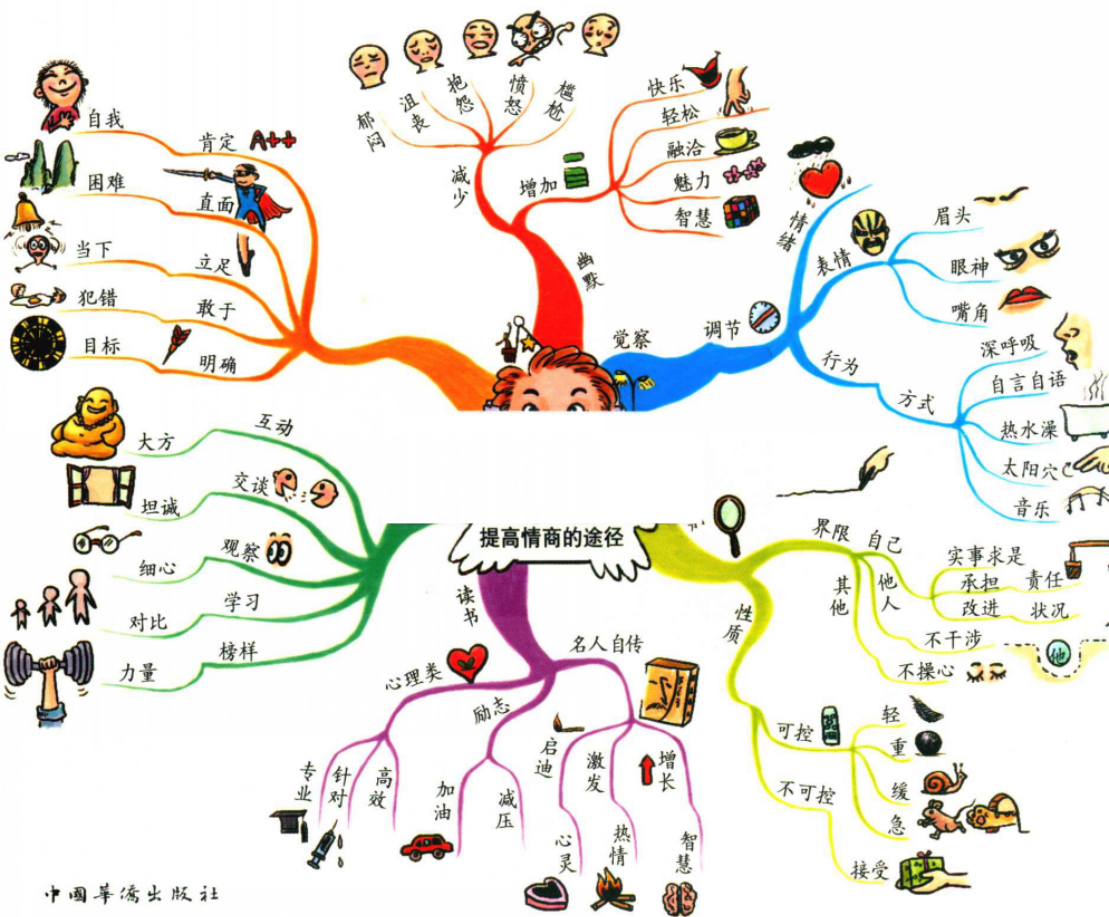 提高情商的途径
幽默
减少
郁闷
沮丧
抱怨
愤怒
尴尬
增加
快乐
轻松
融洽
魅力
智慧
觉察
调节
情绪
表情
眉头
眼神
嘴角
行为
方式
深呼吸
自言自语
热水澡
太阳穴
音乐
界限
自己
实事求是
承担
责任
改进
状况
他人
不干涉
其他
不操心
他
性质
可控
轻
重
缓
急
不可控
接受
读书
名人自传
启迪
心灵
激发
热情
增长
智慧
励志
加油
减压
心理类
专业
针对
高效
互动
大方
交谈
坦诚
观察
细心
学习
对比
榜样
力量
肯定
A++
自我
直面
困难
立足
当下
敢于
犯错
明确
目标
中國華僑出版社